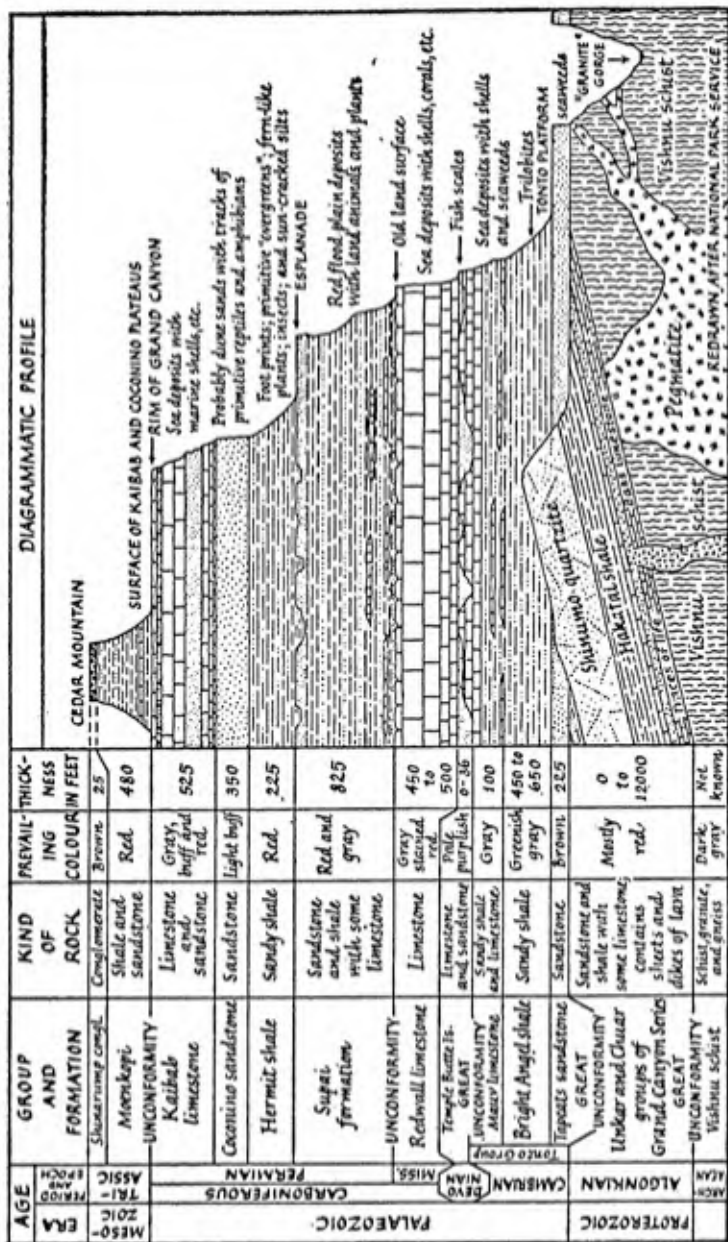 AGE
ERA
PERIOD AND EPOCH
GROUP AND FORMATION
KIND OF ROCK
PREVAILING COLOUR
THICKNESS IN FEET
DIAGRAMMATIC PROFILE
MESOZOIC
TRIASSIC
Shinarump congl.
Conglomerate
Brown
25
CEDAR MOUNTAIN
Moenkopi
Shale and sandstone
Red
480
SURFACE OF KAIBAB AND COCONINO PLATEAUS
UNCONFORMITY
RIM OF GRAND CANYON
PALAEOZOIC
CARBONIFEROUS
PERMIAN
Kaibab limestone
Limestone and sandstone
Gray, buff and red
525
Sea deposits with marine shells, etc.
Coconino sandstone
Sandstone
Light buff
350
Probably dune sands with tracks of primitive reptiles and amphibians
Hermit shale
Sandy shale
Red
225
Foot prints; primitive "evergreens"; fern-like plants; insects; and sun-cracked silts
ESPLANADE
Supai formation
Sandstone and shale with some limestone
Red and gray
825
Red flood plain deposits with land animals and plants
UNCONFORMITY
Old land surface
MISS.
Redwall limestone
Limestone
Gray stained red
450 to 500
Sea deposits with shells, corals, etc.
DEVONIAN
Temple Butte ls.
Limestone and sandstone
Pale purplish
0-36
Fish scales
GREAT UNCONFORMITY
CAMBRIAN
Tonto Group
Muav limestone
Sandy shale and limestone
Gray
100
Sea deposits with shells and seaweeds
Bright Angel shale
Sandy shale
Greenish gray
450 to 650
Trilobites
TONTO PLATFORM
Tapeats sandstone
Sandstone
Brown
225
seaweeds
GREAT UNCONFORMITY
"GRANITE" GORGE
PROTEROZOIC
ALGONKIAN
Unkar and Chuar groups of Grand Canyon Series
Sandstone and shale with some limestone; contains sheets and dikes of lava
Mostly red
0 to 12000
Shinumo quartzite
Hakatai shale
Traces of life
Bass limestone
GREAT UNCONFORMITY
ARCHAEAN
Vishnu schist
Schist, granite, and gneiss
Dark gray
Not known
Vishnu schist
Pegmatite
Vishnu schist
REDRAWN, AFTER NATIONAL PARK SERVICE